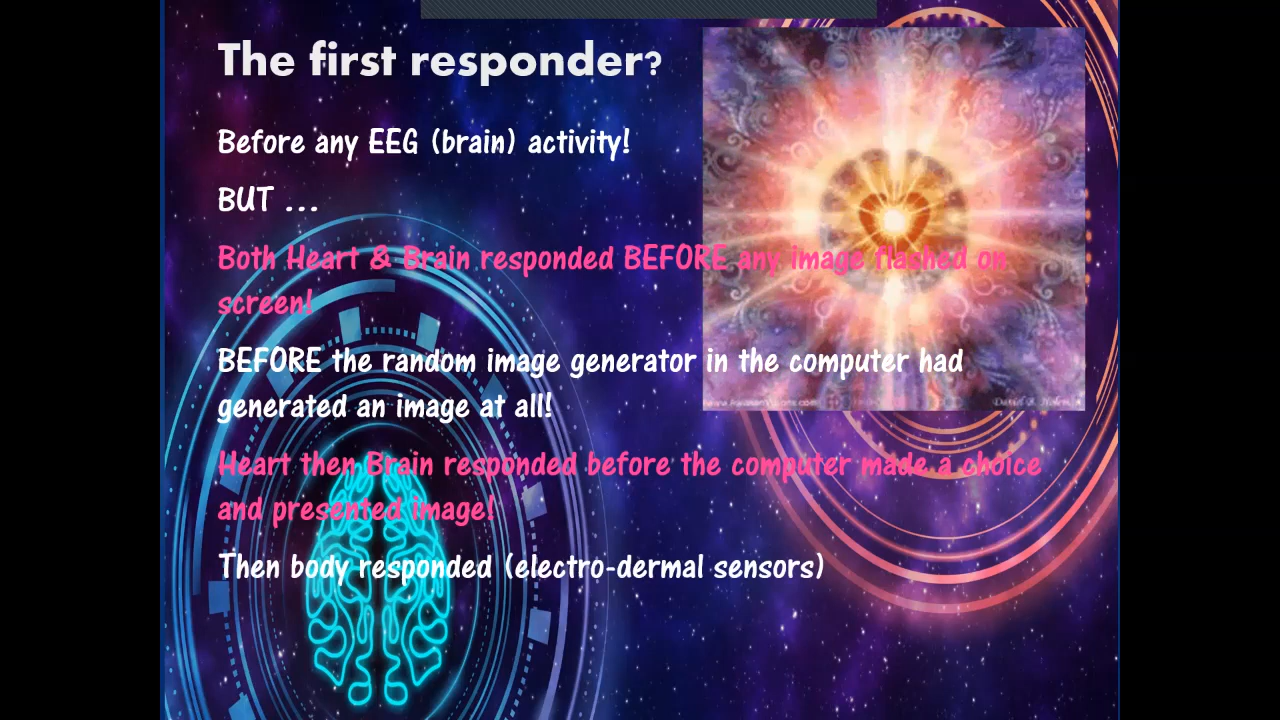 The first responder?
Before any EEG (brain) activity!
BUT ...
Both Heart & Brain responded BEFORE any image flashed on
screen!
BEFORE the random image generator in the computer had
generated an image at all!
Heart then Brain responded before the computer made a choice
and presented image!
Then body responded (electro-dermal sensors)